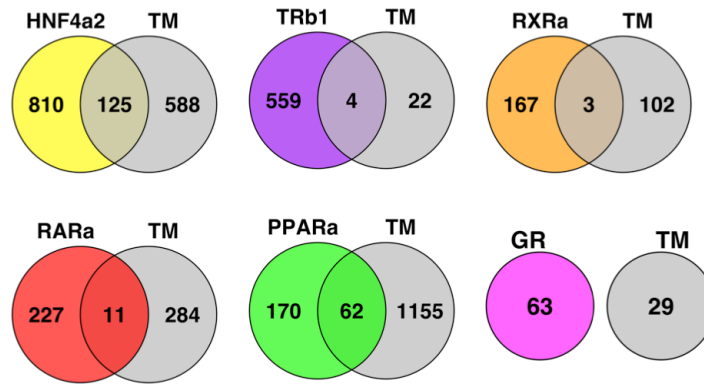 HNF4a2 TM
810 125 588
TRb1 TM
559 4 22
RXRa TM
167 3 102
RARa TM
227 11 284
PPARa TM
170 62 1155
GR TM
63 29